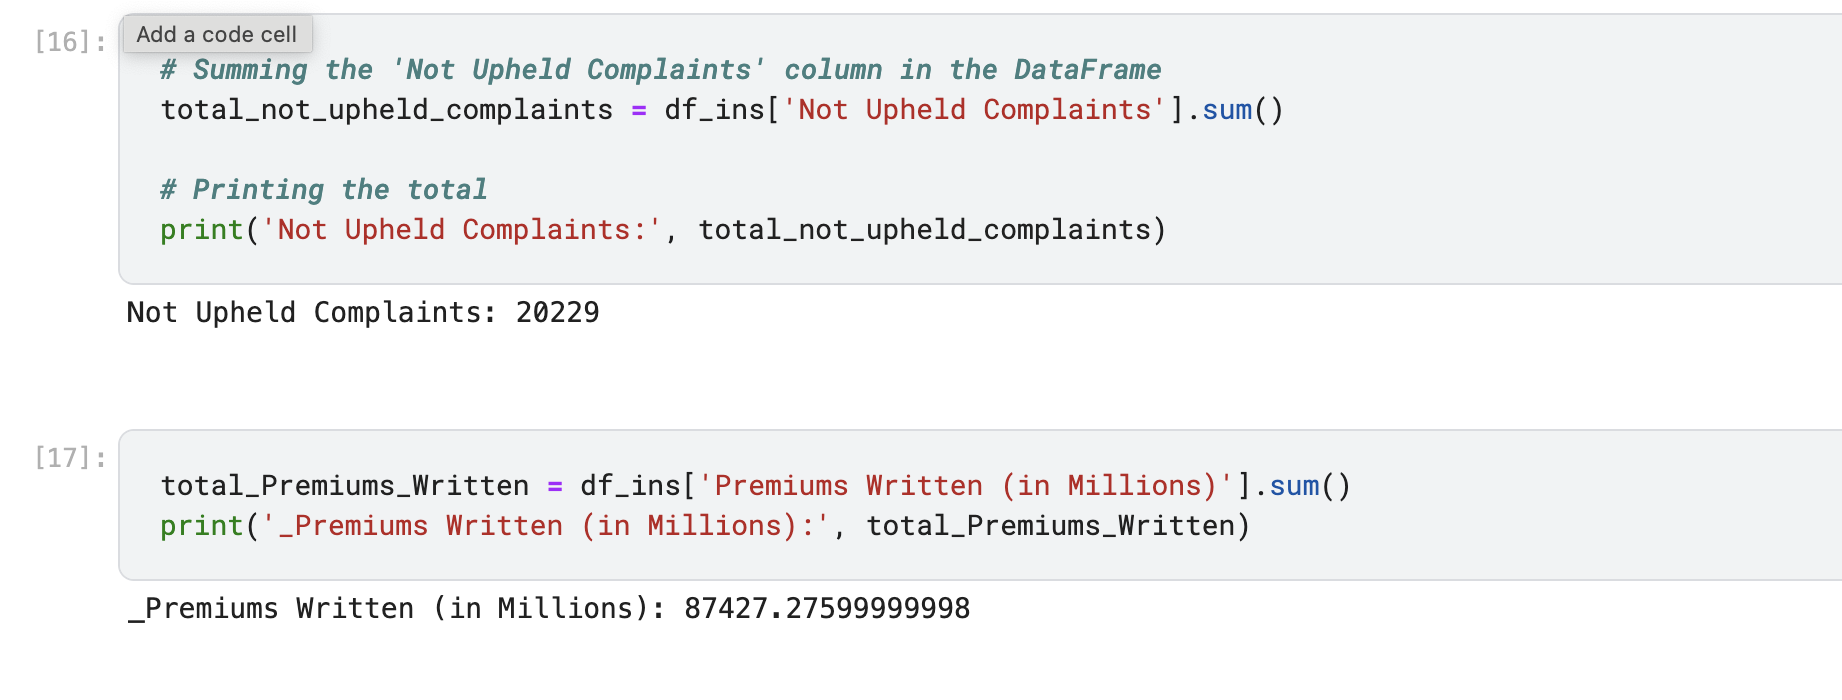 [16]:
Add a code cell
# Summing the 'Not Upheld Complaints' column in the DataFrame
total_not_upheld_complaints = df_ins['Not Upheld Complaints'].sum()
# Printing the total
print('Not Upheld Complaints:', total_not_upheld_complaints)
Not Upheld Complaints: 20229
[17]:
total_Premiums_Written = df_ins['Premiums Written (in Millions)'].sum()
print('_Premiums Written (in Millions):', total_Premiums_Written)
_Premiums Written (in Millions): 87427.27599999998